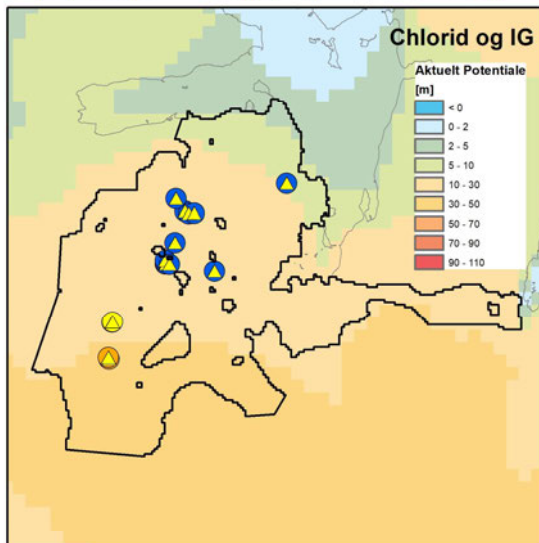 Chlorid og IG
Aktuelt Potentiale
[m]
< 0
0 - 2
2 - 5
5 - 10
10 - 30
30 - 50
50 - 70
70 - 90
90 - 110